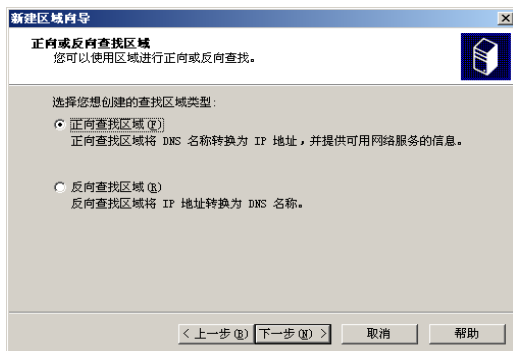 新建区域向导
正向或反向查找区域
您可以使用区域进行正向或反向查找。
选择您想创建的查找区域类型:
正向查找区域(F)
正向查找区域将 DNS 名称转换为 IP 地址，并提供可用网络服务的信息。
反向查找区域(R)
反向查找区域将 IP 地址转换为 DNS 名称。
< 上一步(B) 下一步(N) > 取消 帮助